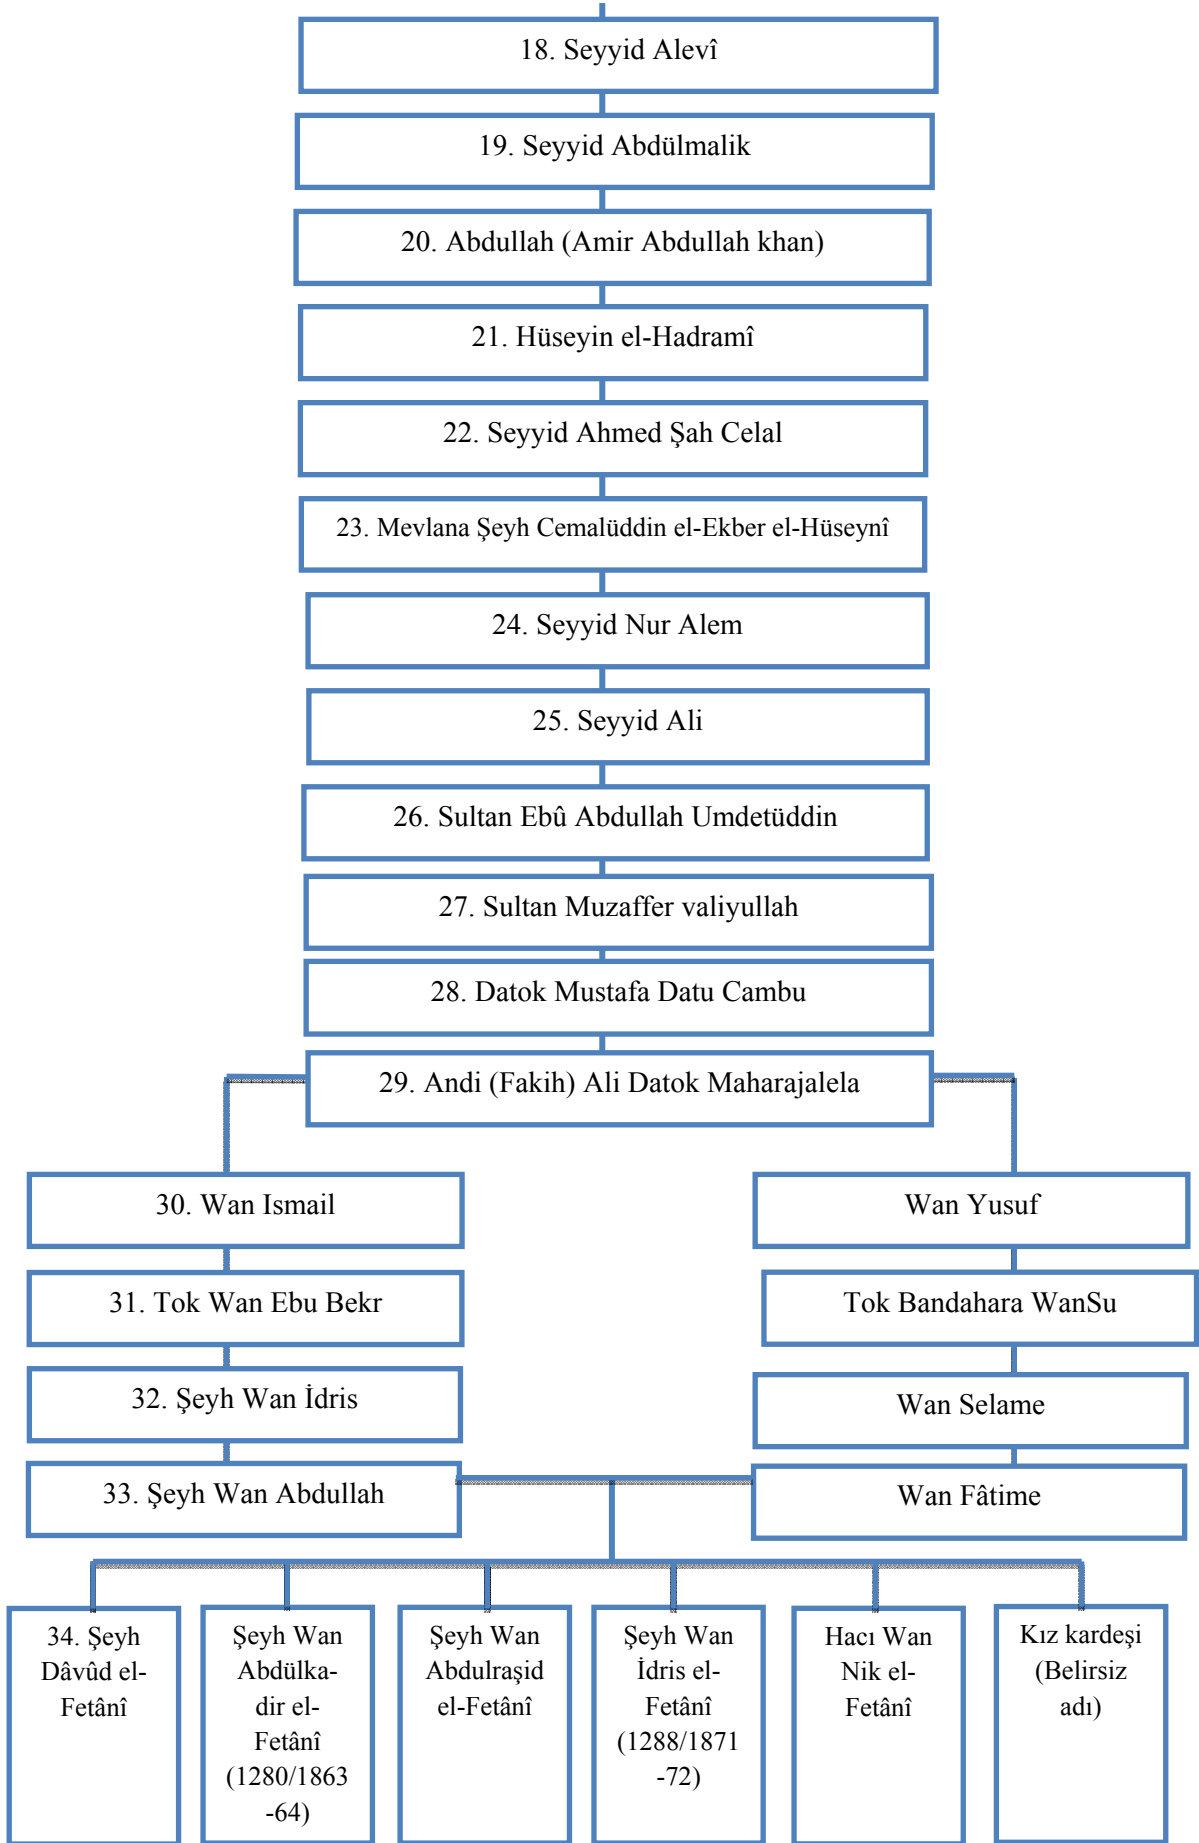 18. Seyyid Alevî
19. Seyyid Abdülmalik
20. Abdullah (Amir Abdullah khan)
21. Hüseyin el-Hadramî
22. Seyyid Ahmed Şah Celal
23. Mevlana Şeyh Cemalüddin el-Ekber el-Hüseynî
24. Seyyid Nur Alem
25. Seyyid Ali
26. Sultan Ebû Abdullah Umdetüddin
27. Sultan Muzaffer valiyullah
28. Datok Mustafa Datu Cambu
29. Andi (Fakih) Ali Datok Maharajalela
30. Wan Ismail
Wan Yusuf
31. Tok Wan Ebu Bekr
Tok Bandahara WanSu
32. Şeyh Wan İdris
Wan Selame
33. Şeyh Wan Abdullah
Wan Fâtime
34. Şeyh
Dâvûd el-
Fetânî
Şeyh Wan
Abdülka-
dir el-
Fetânî
(1280/1863
-64)
Şeyh Wan
Abdulraşid
el-Fetânî
Şeyh Wan
İdris el-
Fetânî
(1288/1871
-72)
Hacı Wan
Nik el-
Fetânî
Kız kardeşi
(Belirsiz
adı)